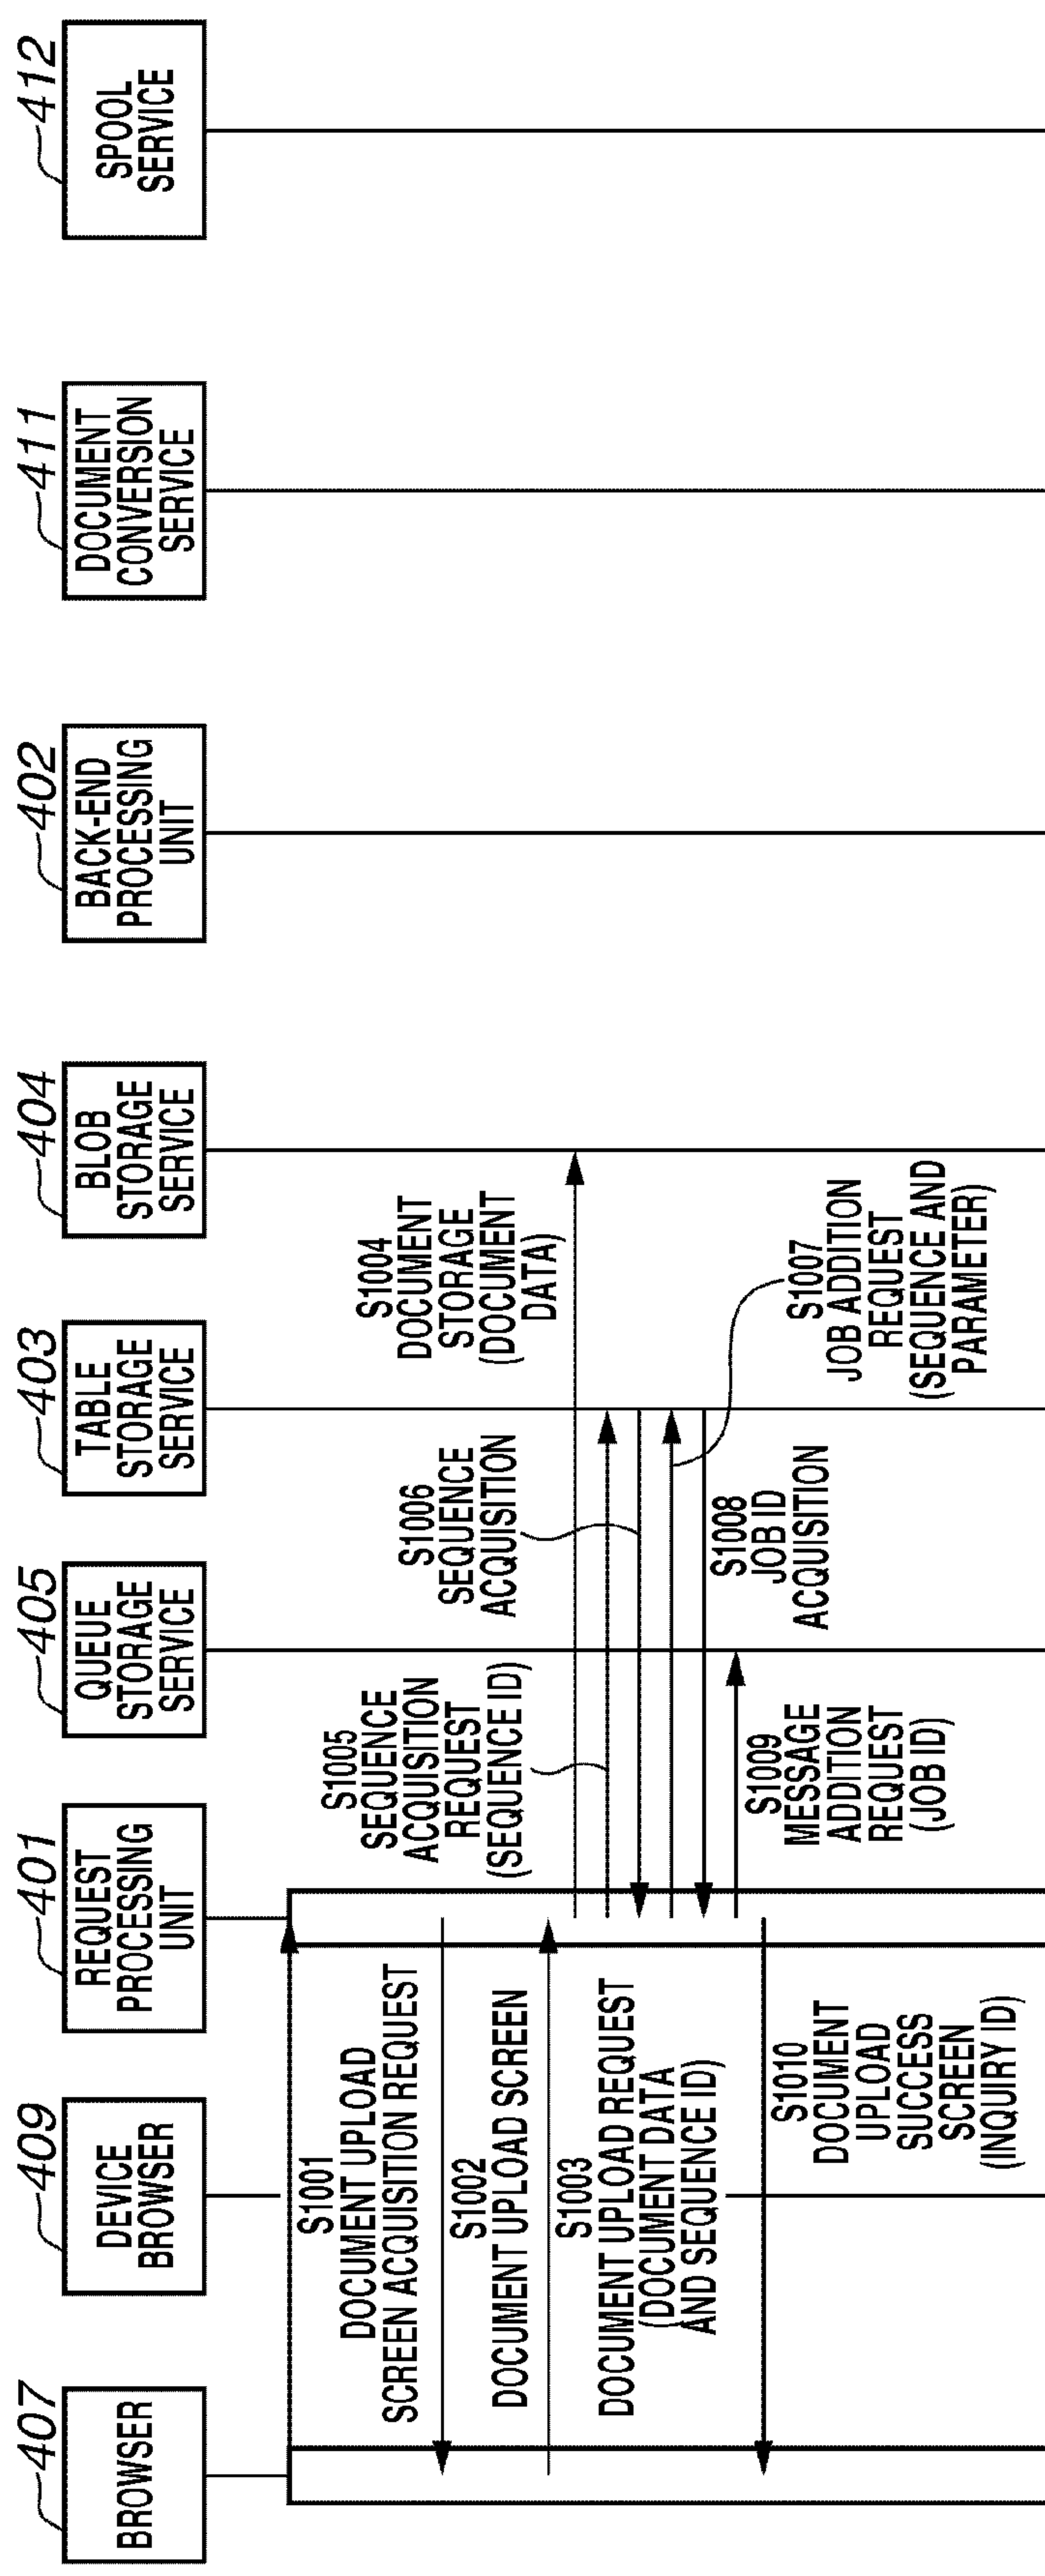 407
BROWSER
409
DEVICE
BROWSER
401
REQUEST
PROCESSING
UNIT
405
QUEUE
STORAGE
SERVICE
403
TABLE
STORAGE
SERVICE
404
BLOB
STORAGE
SERVICE
402
BACK-END
PROCESSING
UNIT
411
DOCUMENT
CONVERSION
SERVICE
412
SPOOL
SERVICE
S1001
DOCUMENT UPLOAD
SCREEN ACQUISITION REQUEST
S1002
DOCUMENT UPLOAD SCREEN
S1003
DOCUMENT UPLOAD REQUEST
(DOCUMENT DATA
AND SEQUENCE ID)
S1004
DOCUMENT
STORAGE
(DOCUMENT
DATA)
S1005
SEQUENCE
ACQUISITION
REQUEST
(SEQUENCE ID)
S1006
SEQUENCE
ACQUISITION
S1007
JOB ADDITION
REQUEST
(SEQUENCE AND
PARAMETER)
S1008
JOB ID
ACQUISITION
S1009
MESSAGE
ADDITION
REQUEST
(JOB ID)
S1010
DOCUMENT
UPLOAD
SUCCESS
SCREEN
(INQUIRY ID)